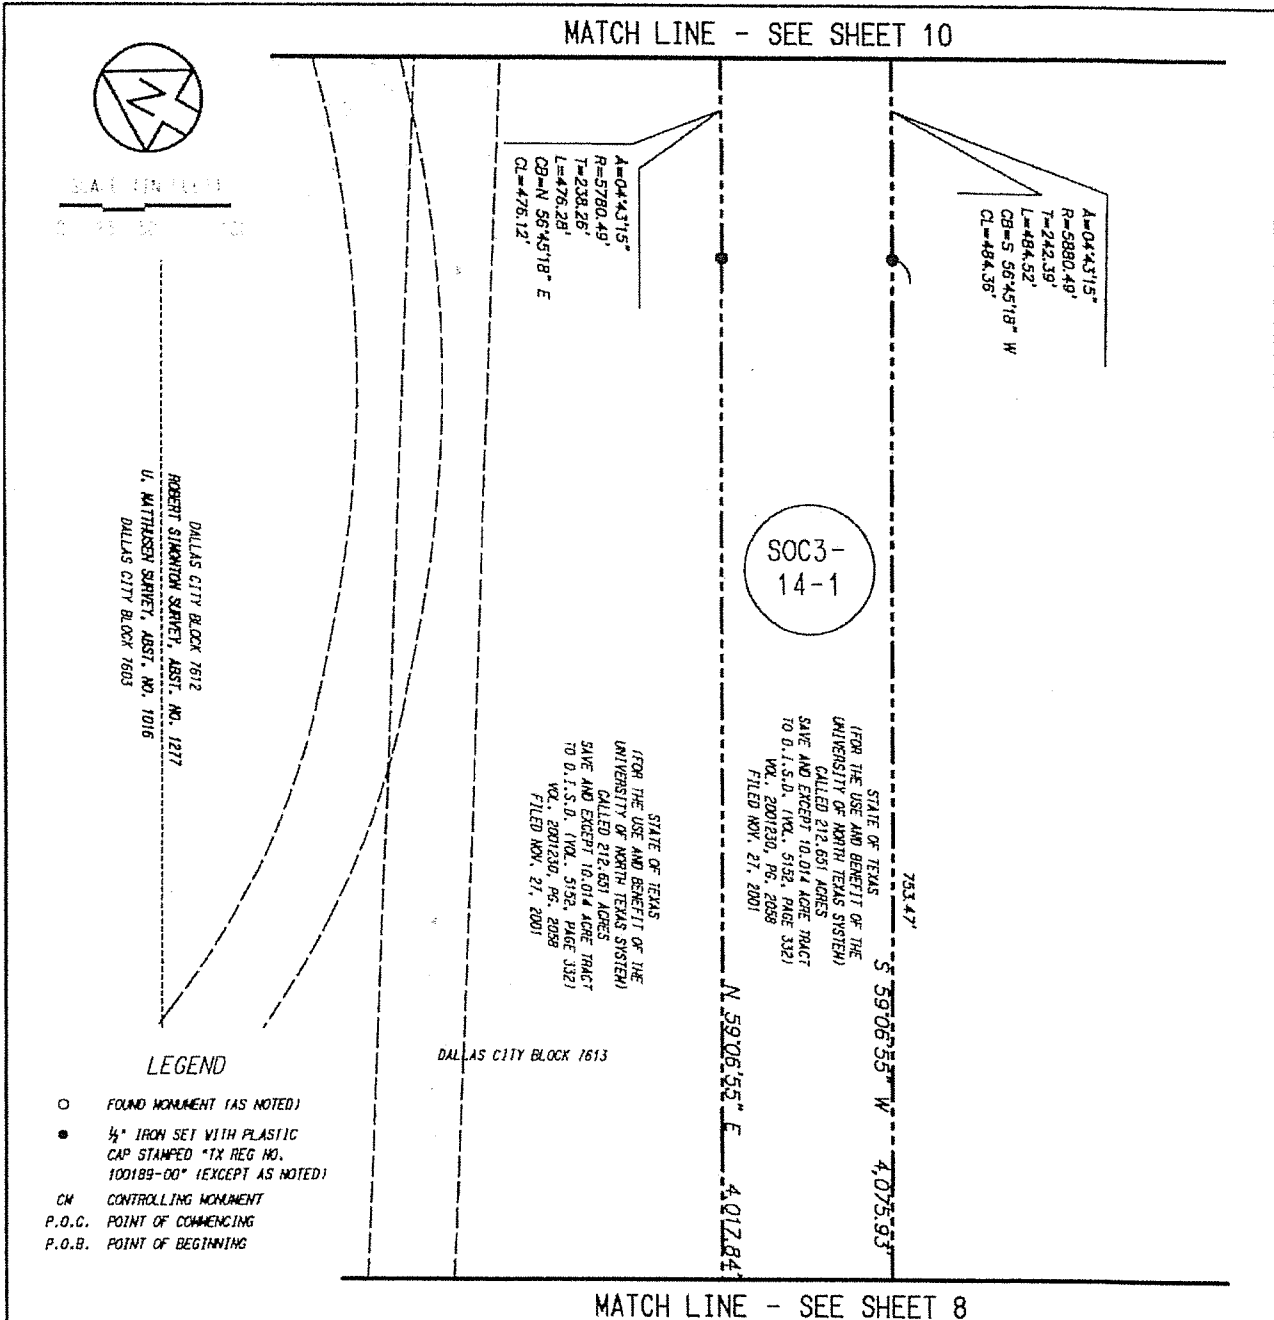 MATCH LINE - SEE SHEET 10
N
Δ=04°43'15"
R=5780.49'
T=238.26'
L=476.28'
CB=N 56°45'18" E
CL=476.12'
Δ=04°43'15"
R=5880.49'
T=242.39'
L=484.52'
CB=S 56°45'18" W
CL=484.36'
DALLAS CITY BLOCK 7612
ROBERT SIMONTON SURVEY, ABST. NO. 1277
U. MATTHUSEN SURVEY, ABST. NO. 1016
DALLAS CITY BLOCK 7603
SOC3-
14-1
STATE OF TEXAS
(FOR THE USE AND BENEFIT OF THE
UNIVERSITY OF NORTH TEXAS SYSTEM)
CALLED 212.651 ACRES
SAVE AND EXCEPT 10.014 ACRE TRACT
TO D.I.S.D. (VOL. 5152, PAGE 332)
VOL. 2001230, PG. 2058
FILED NOV. 27, 2001
STATE OF TEXAS
(FOR THE USE AND BENEFIT OF THE
UNIVERSITY OF NORTH TEXAS SYSTEM)
CALLED 212.651 ACRES
SAVE AND EXCEPT 10.014 ACRE TRACT
TO D.I.S.D. (VOL. 5152, PAGE 332)
VOL. 2001230, PG. 2058
FILED NOV. 27, 2001
753.47'
N 59°06'55" E 4,017.84'
S 59°06'55" W 4,075.93'
DALLAS CITY BLOCK 7613
LEGEND
FOUND MONUMENT (AS NOTED)
½" IRON SET WITH PLASTIC
CAP STAMPED "TX REG NO.
100189-00" (EXCEPT AS NOTED)
CM CONTROLLING MONUMENT
P.O.C. POINT OF COMMENCING
P.O.B. POINT OF BEGINNING
MATCH LINE - SEE SHEET 8